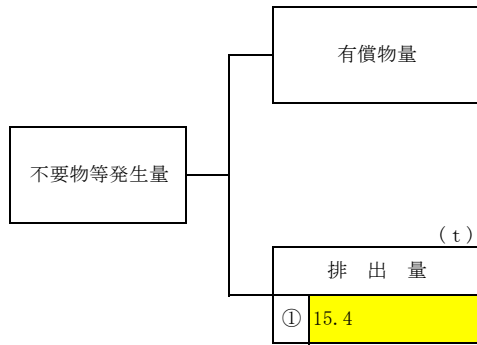 有償物量
不要物等発生量
(t)
排 出 量
① 15.4